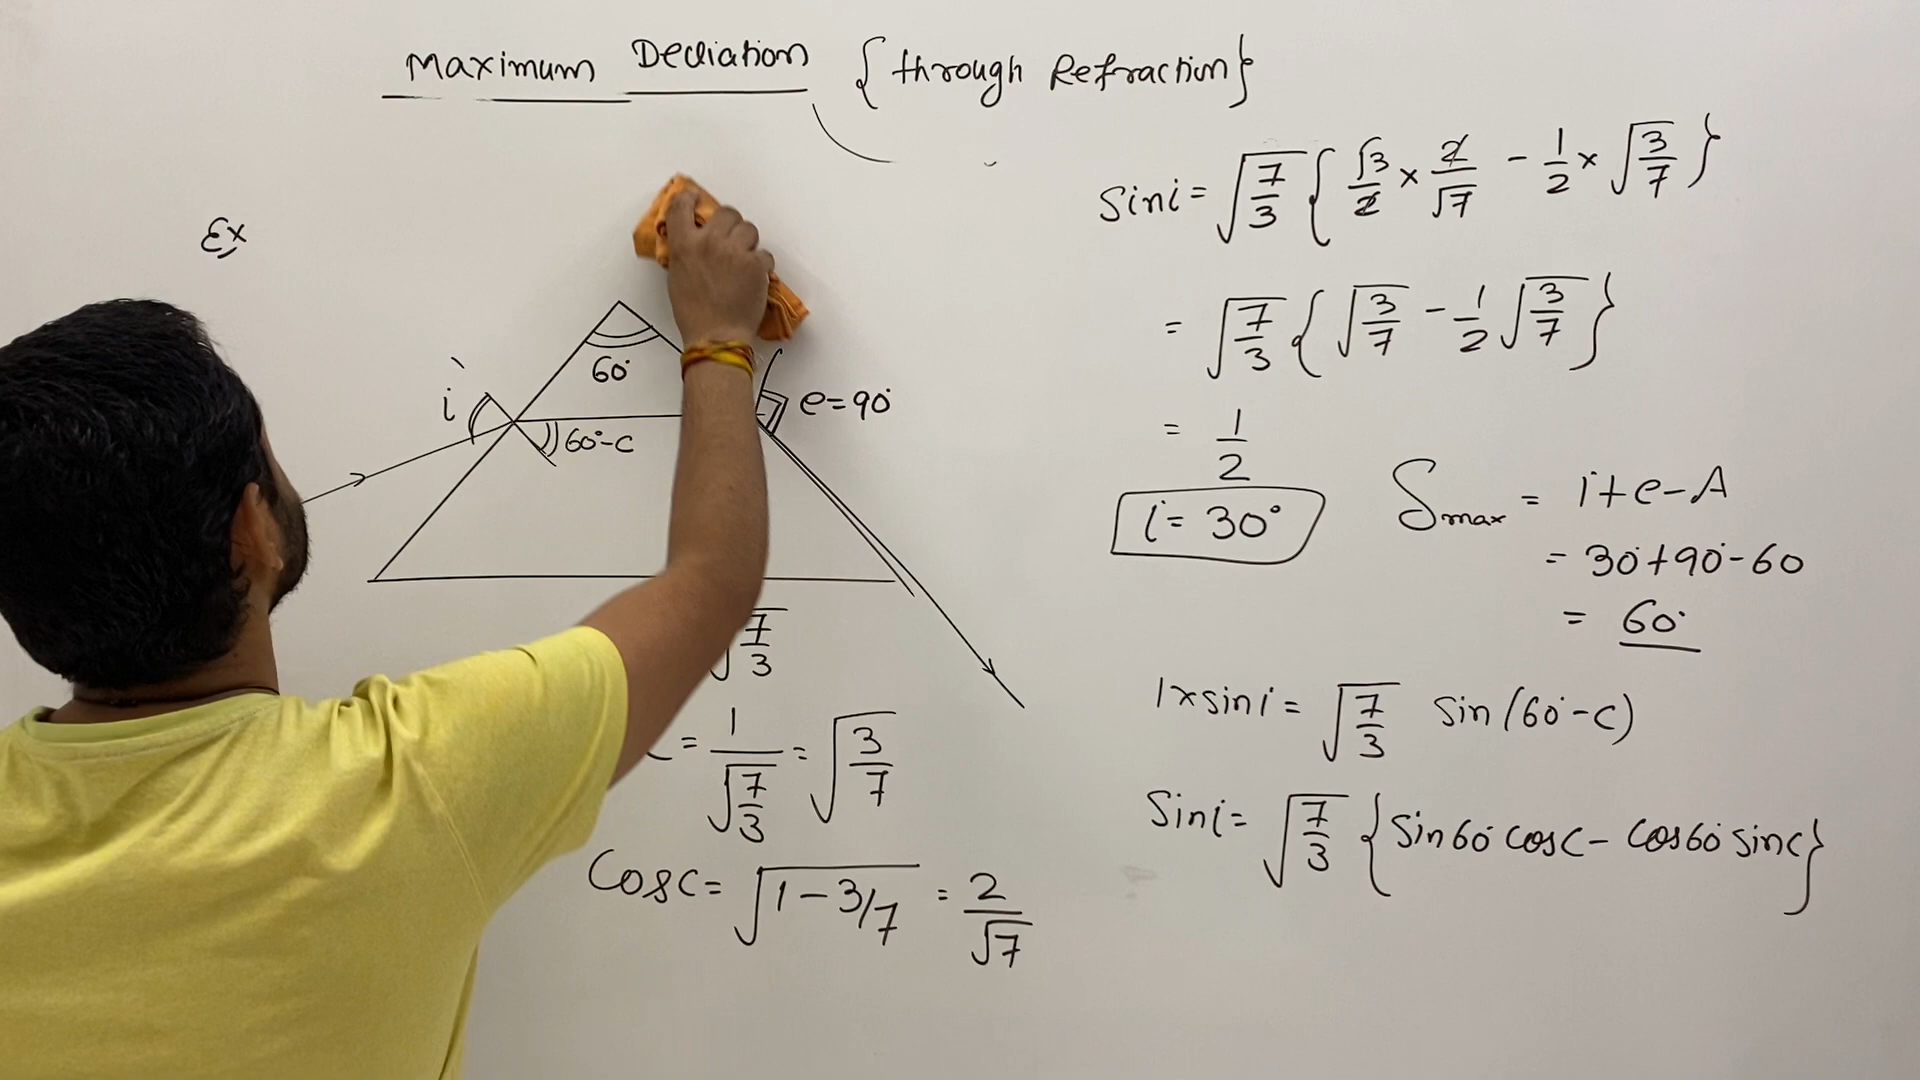 Maximum Deviation {through Refraction}
Ex
60°
i
60°-c
e=90°
√(7/3)
= 1/√(7/3) = √(3/7)
Cosc = √(1-3/7) = 2/√7
Sini = √(7/3) { √3/2 × 2/√7 - 1/2 × √(3/7) }
= √(7/3) { √(3/7) - 1/2 √(3/7) }
= 1/2
i = 30°
δmax = i+e-A
= 30°+90°-60
= 60°
1×sini = √(7/3) sin(60°-c)
Sini = √(7/3) {sin60° cosc - cos60° sinc}